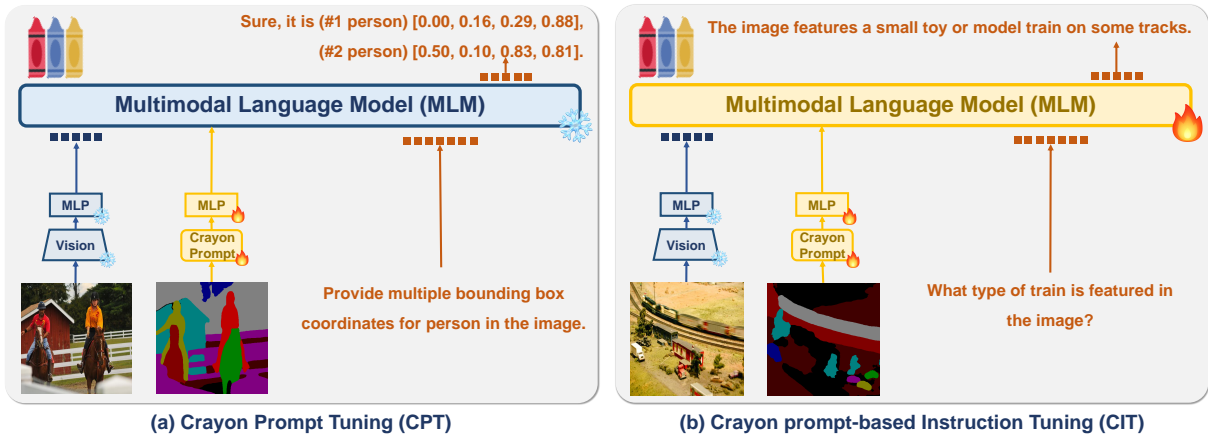 Sure, it is (#1 person) [0.00, 0.16, 0.29, 0.88],
(#2 person) [0.50, 0.10, 0.83, 0.81].
Multimodal Language Model (MLM)
MLP
MLP
Vision
Crayon
Prompt
Provide multiple bounding box
coordinates for person in the image.
(a) Crayon Prompt Tuning (CPT)
The image features a small toy or model train on some tracks.
Multimodal Language Model (MLM)
MLP
MLP
Vision
Crayon
Prompt
What type of train is featured in
the image?
(b) Crayon prompt-based Instruction Tuning (CIT)